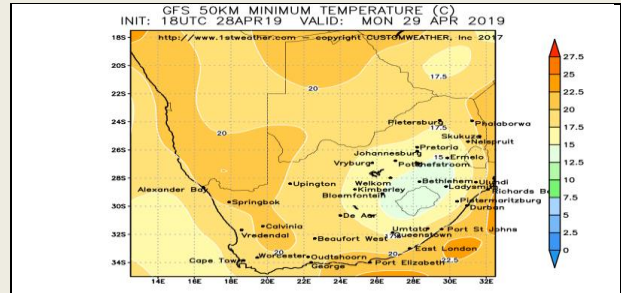 GFS 50KM MINIMUM TEMPERATURE (C)
INIT: 18UTC 28APR19 VALID: MON 29 APR 2019
http://www.1stweather.com – copyright CUSTOMWEATHER, Inc 2017
18S
20S
22S
24S
26S
28S
30S
32S
34S
14E
16E
18E
20E
22E
24E
26E
28E
30E
32E
17.5
20
20
Pietersburg
Phalaborwa
17.5
Skukuza
Nelspruit
Pretoria
Johannesburg
15
Ermelo
Vryburg
Potchefstroom
Welkom
Bethlehem
Ulundi
Alexander Bay
Upington
Kimberley
Ladysmith
Richards
Bloemfontein
Springbok
Pietermaritzburg
Durban
De Aar
Calvinia
Umtata
Port St Johns
Vredendal
Beaufort West
Queenstown
East London
20
Cape Town
Worcester
Oudtshoorn
George
Port Elizabeth
22.5
27.5
25
22.5
20
17.5
15
12.5
10
7.5
5
2.5
0